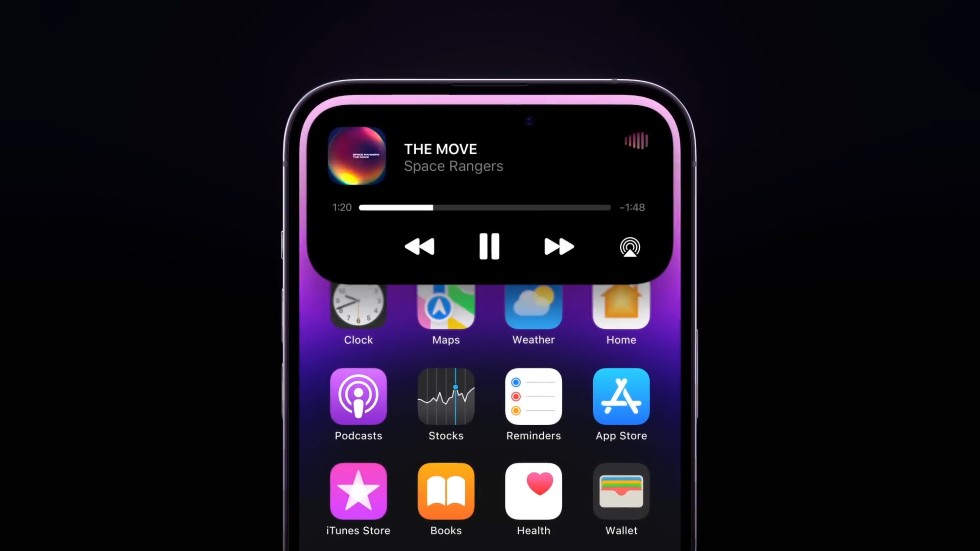 THE MOVE
Space Rangers
1:20
-1:48
Clock
Maps
Weather
Home
Podcasts
Stocks
Reminders
App Store
iTunes Store
Books
Health
Wallet